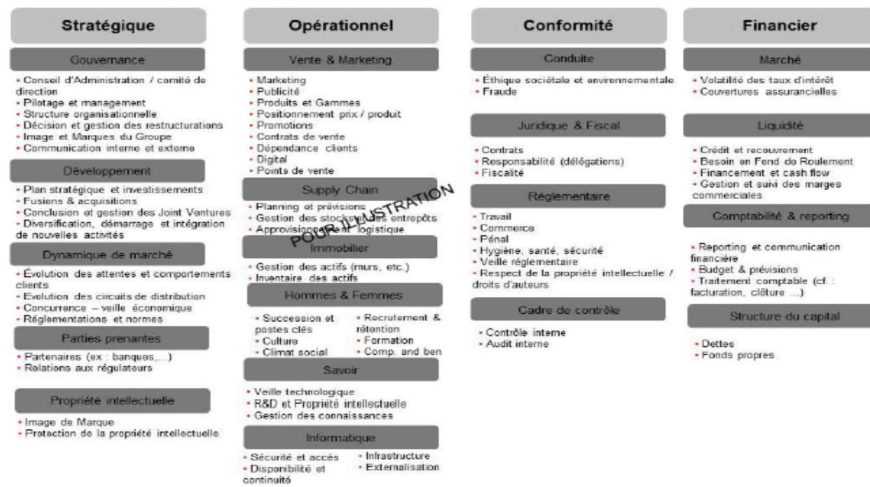 Stratégique
Gouvernance
• Conseil d'Administration / comité de
direction
• Pilotage et management
• Structure organisationnelle
• Décision et gestion des restructurations
• Image et Marques du Groupe
• Communication interne et externe
Développement
• Plan stratégique et investissements
• Fusions & acquisitions
• Conclusion et gestion des Joint Ventures
• Diversification, démarrage et intégration
de nouvelles activités
Dynamique de marché
• Évolution des attentes et comportements
clients
• Evolution des circuits de distribution
• Concurrence – veille économique
• Réglementations et normes
Parties prenantes
• Partenaires (ex : banques,...)
• Relations aux régulateurs
Propriété intellectuelle
• Image de Marque
• Protection de la propriété intellectuelle
Opérationnel
Vente & Marketing
• Marketing
• Publicité
• Produits et Gammes
• Positionnement prix / produit
• Promotions
• Contrats de vente
• Dépendance clients
• Digital
• Points de vente
Supply Chain
• Planning et prévisions
• Gestion des stocks et des entrepôts
• Approvisionnement logistique
POUR ILLUSTRATION
Immobilier
• Gestion des actifs (murs, etc.)
• Inventaire des actifs
Hommes & Femmes
• Succession et
postes clés
• Culture
• Climat social
• Recrutement &
rétention
• Formation
• Comp. and ben
Savoir
• Veille technologique
• R&D et Propriété intellectuelle
• Gestion des connaissances
Informatique
• Sécurité et accès
• Disponibilité et
continuité
• Infrastructure
• Externalisation
Conformité
Conduite
• Éthique sociétale et environnementale
• Fraude
Juridique & Fiscal
• Contrats
• Responsabilité (délégations)
• Fiscalité
Réglementaire
• Travail
• Commerce
• Pénal
• Hygiène, santé, sécurité
• Veille réglementaire
• Respect de la propriété intellectuelle /
droits d'auteurs
Cadre de contrôle
• Contrôle interne
• Audit interne
Financier
Marché
• Volatilité des taux d'intérêt
• Couvertures assurancielles
Liquidité
• Crédit et recouvrement
• Besoin en Fond de Roulement
• Financement et cash flow
• Gestion et suivi des marges
commerciales
Comptabilité & reporting
• Reporting et communication
financière
• Budget & prévisions
• Traitement comptable (cf. :
facturation, clôture ...)
Structure du capital
• Dettes
• Fonds propres